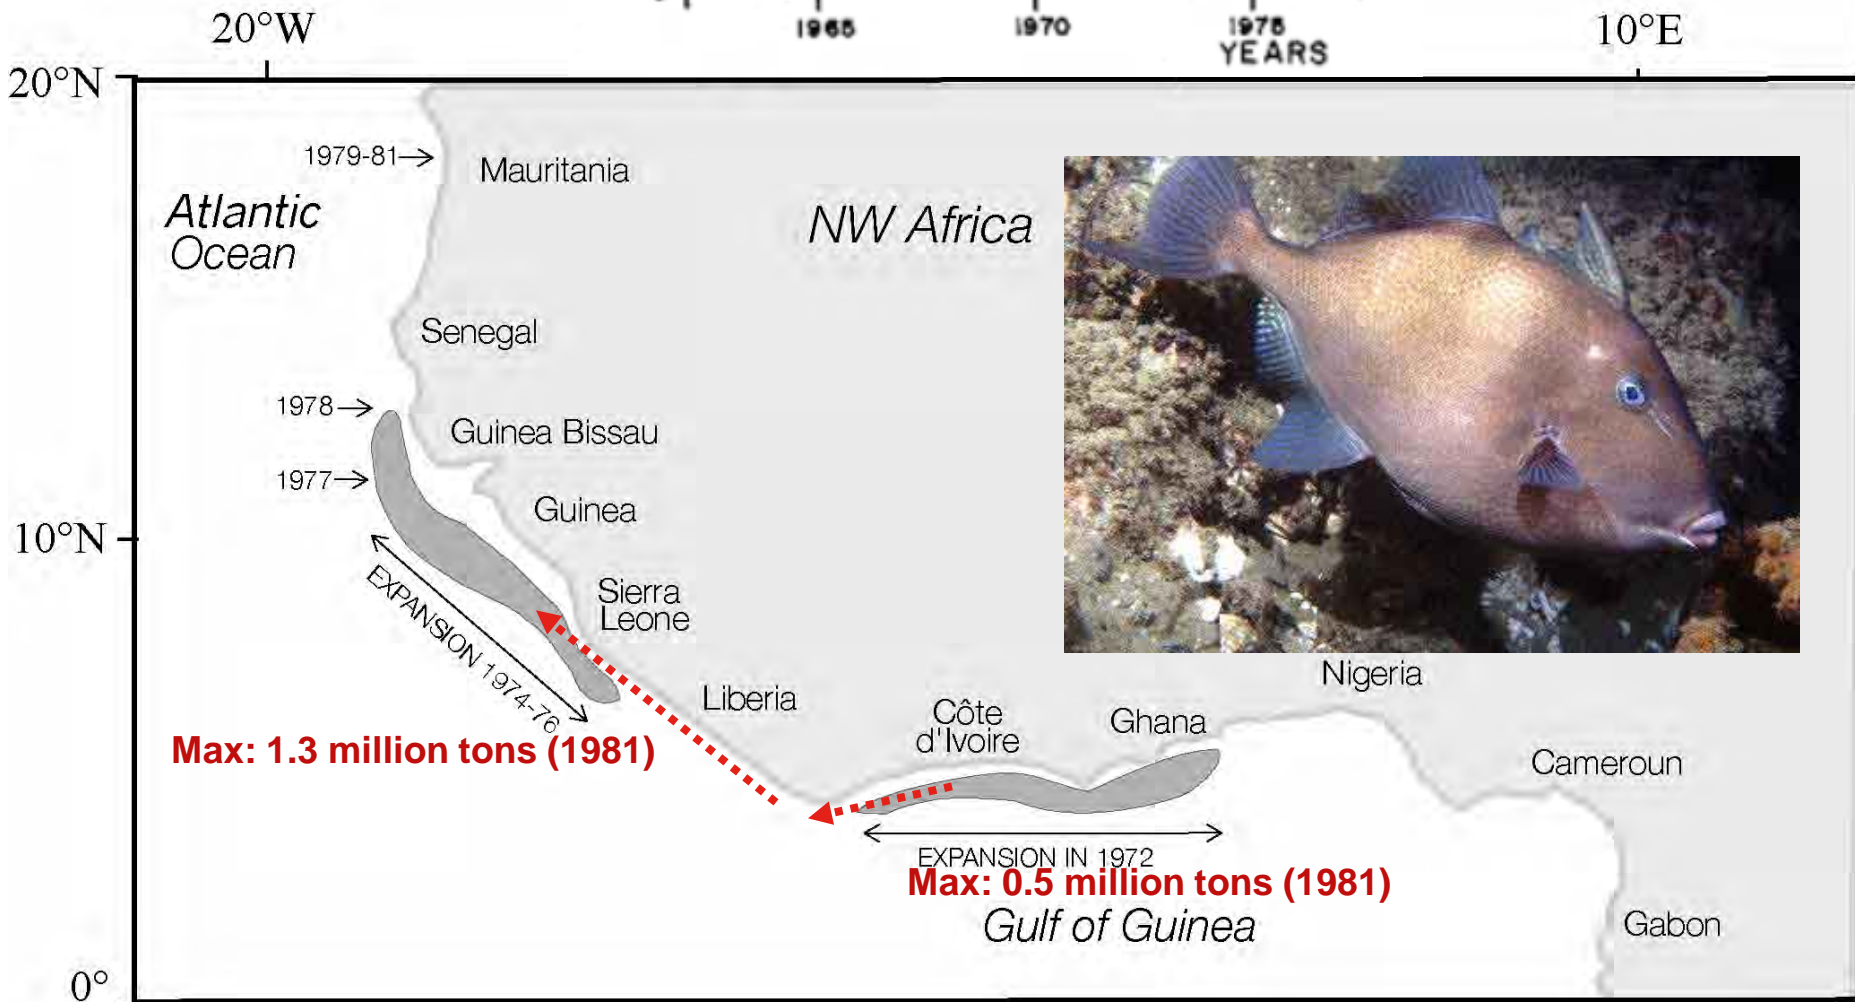 1965 1970 1975
YEARS
20°W 10°E
20°N
1979-81
Mauritania
Atlantic
Ocean
NW Africa
Senegal
1978
Guinea Bissau
1977
Guinea
10°N
EXPANSION 1974-76
Sierra
Leone
Liberia
Nigeria
Côte
d'Ivoire
Ghana
Max: 1.3 million tons (1981)
Cameroun
EXPANSION IN 1972
Max: 0.5 million tons (1981)
Gulf of Guinea
Gabon
0°